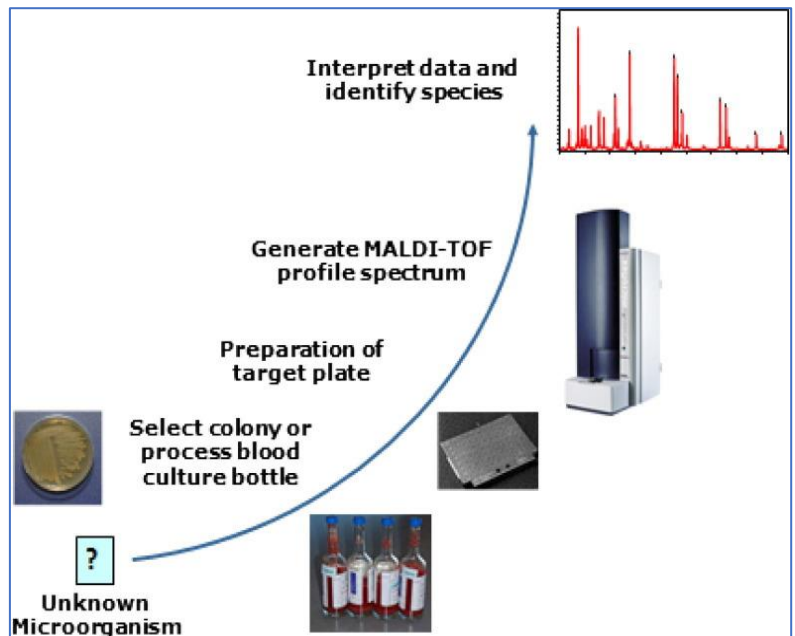 Interpret data and
identify species
Generate MALDI-TOF
profile spectrum
Preparation of
target plate
Select colony or
process blood
culture bottle
?
Unknown
Microorganism